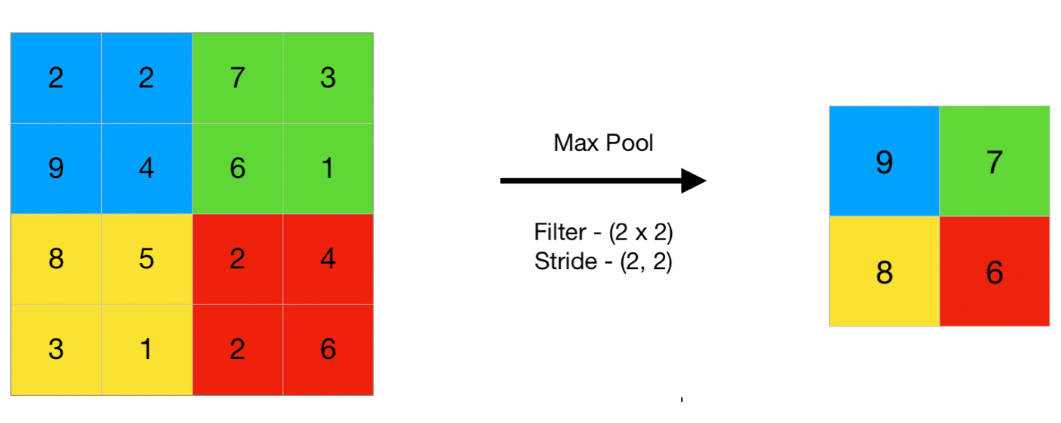 2 2 7 3
9 4 6 1
8 5 2 4
3 1 2 6
Max Pool
Filter - (2 x 2)
Stride - (2, 2)
9 7
8 6